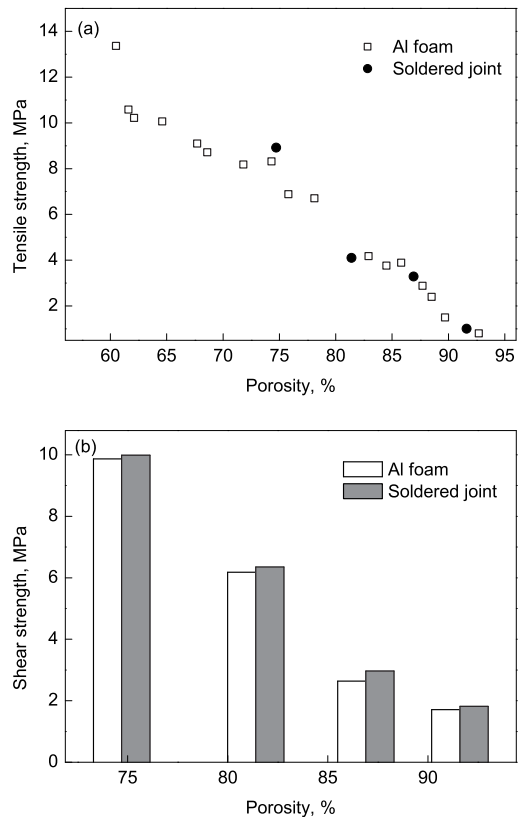 (a)
Al foam
Soldered joint
14
12
10
8
6
4
2
Tensile strength, MPa
60 65 70 75 80 85 90 95
Porosity, %
(b)
Al foam
Soldered joint
10
8
6
4
2
0
Shear strength, MPa
75 80 85 90
Porosity, %